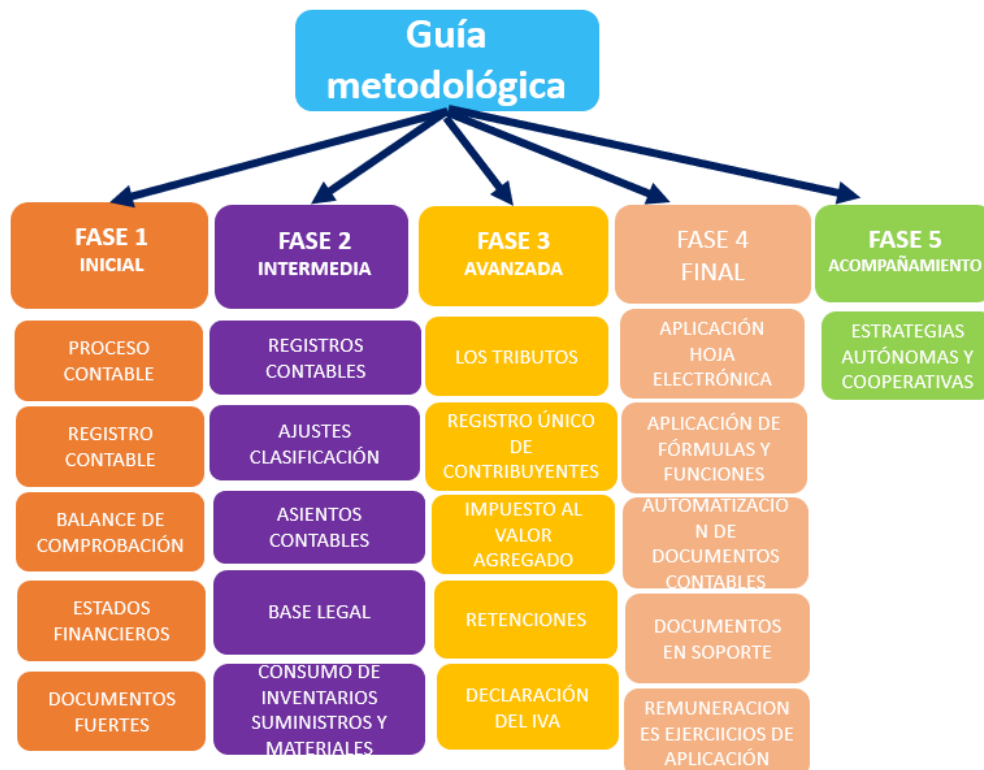 Guía
metodológica
FASE 1
INICIAL
PROCESO
CONTABLE
REGISTRO
CONTABLE
BALANCE DE
COMPROBACIÓN
ESTADOS
FINANCIEROS
DOCUMENTOS
FUERTES
FASE 2
INTERMEDIA
REGISTROS
CONTABLES
AJUSTES
CLASIFICACIÓN
ASIENTOS
CONTABLES
BASE LEGAL
CONSUMO DE
INVENTARIOS
SUMINISTROS Y
MATERIALES
FASE 3
AVANZADA
LOS TRIBUTOS
REGISTRO ÚNICO
DE
CONTRIBUYENTES
IMPUESTO AL
VALOR
AGREGADO
RETENCIONES
DECLARACIÓN
DEL IVA
FASE 4
FINAL
APLICACIÓN
HOJA
ELECTRÓNICA
APLICACIÓN DE
FÓRMULAS Y
FUNCIONES
AUTOMATIZACIO
N DE
DOCUMENTOS
CONTABLES
DOCUMENTOS
EN SOPORTE
REMUNERACION
ES EJERCIICIOS DE
APLICACIÓN
FASE 5
ACOMPAÑAMIENTO
ESTRATEGIAS
AUTÓNOMAS Y
COOPERATIVAS